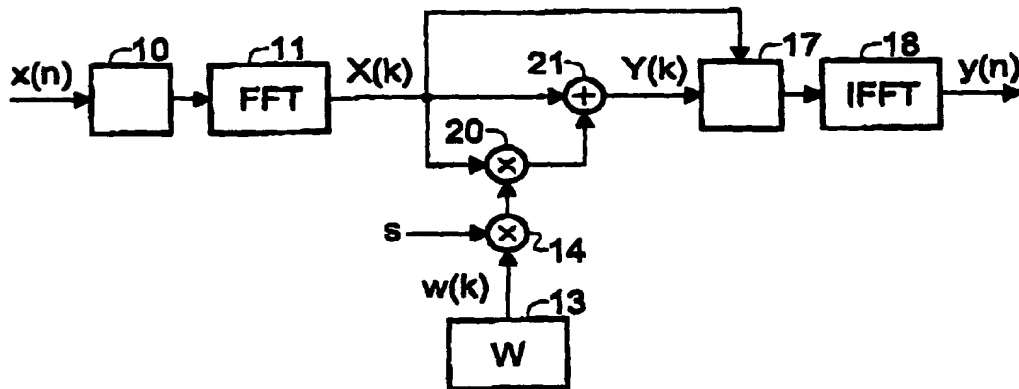 10
11
X(k)
21
Y(k)
17
18
x(n)
FFT
+
IFFT
y(n)
20
×
s
×
14
w(k)
13
W